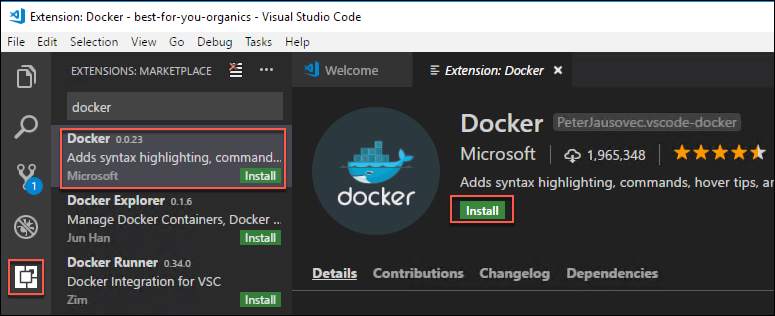 Extension: Docker - best-for-you-organics - Visual Studio Code
File Edit Selection View Go Debug Tasks Help
EXTENSIONS: MARKETPLACE
docker
Docker 0.0.23
Adds syntax highlighting, command...
Microsoft Install
Docker Explorer 0.1.6
Manage Docker Containers, Docker ...
Jun Han Install
Docker Runner 0.34.0
Docker Integration for VSC
Zim Install
1
Welcome
Extension: Docker
docker
Docker PeterJausovec.vscode-docker
Microsoft 1,965,348
Adds syntax highlighting, commands, hover tips, a
Install
Details Contributions Changelog Dependencies